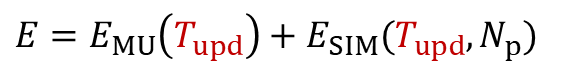 E = E_MU(T_upd) + E_SIM(T_upd, N_p)